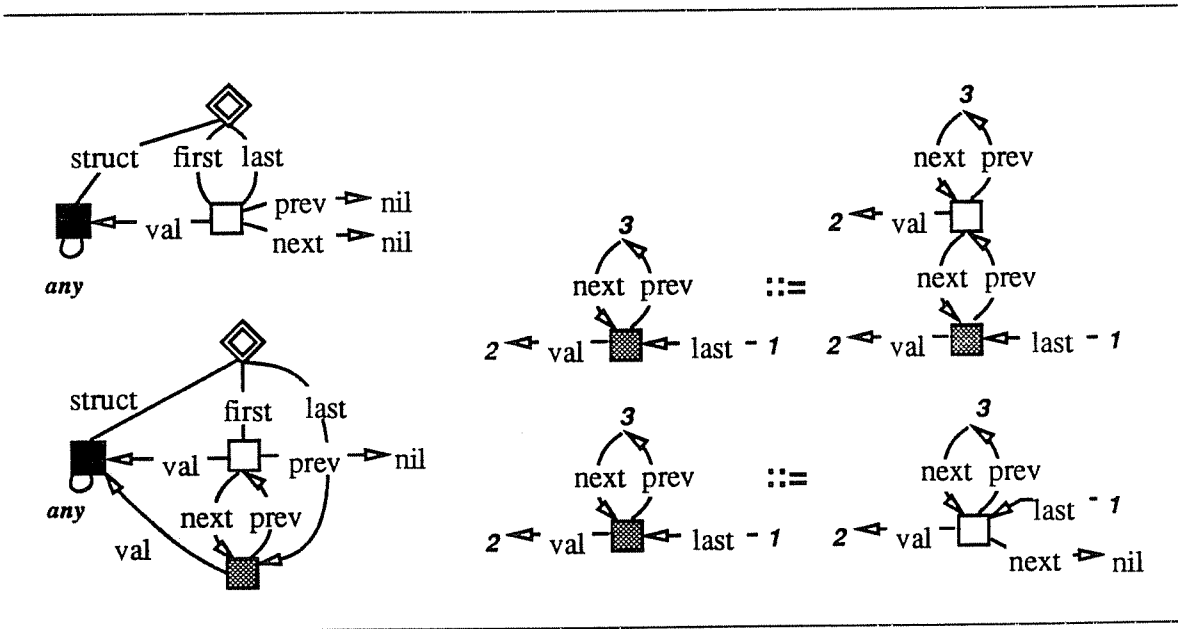 struct first last
val prev nil
next nil
any
struct
first last
val prev nil
any
next prev
val
3
next prev
2 val last 1
::=
3
next prev
2 val
next prev
2 val last 1
3
next prev
2 val last 1
::=
3
next prev
last 1
2 val
next nil